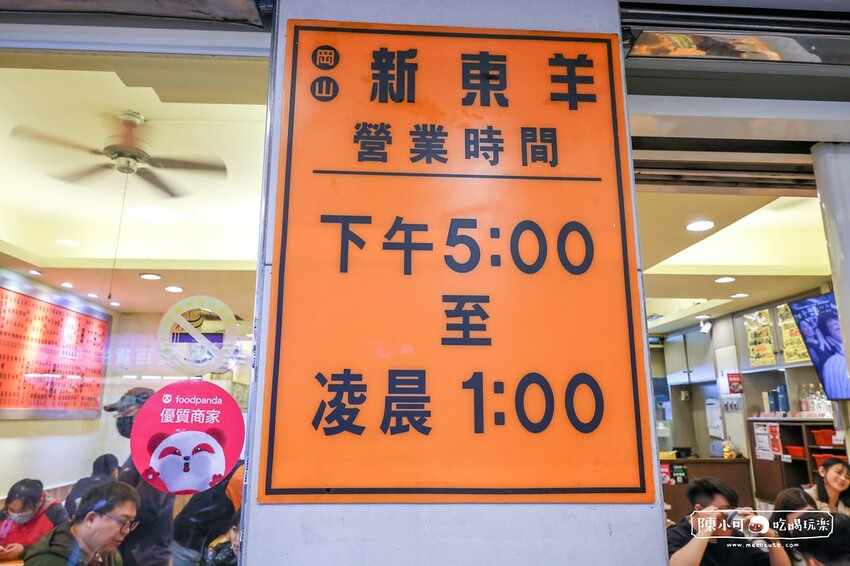 岡山
新東羊
營業時間
下午5:00
至
凌晨 1:00
foodpanda
優質商家
陳小可 吃喝玩樂
www.mecocute.com